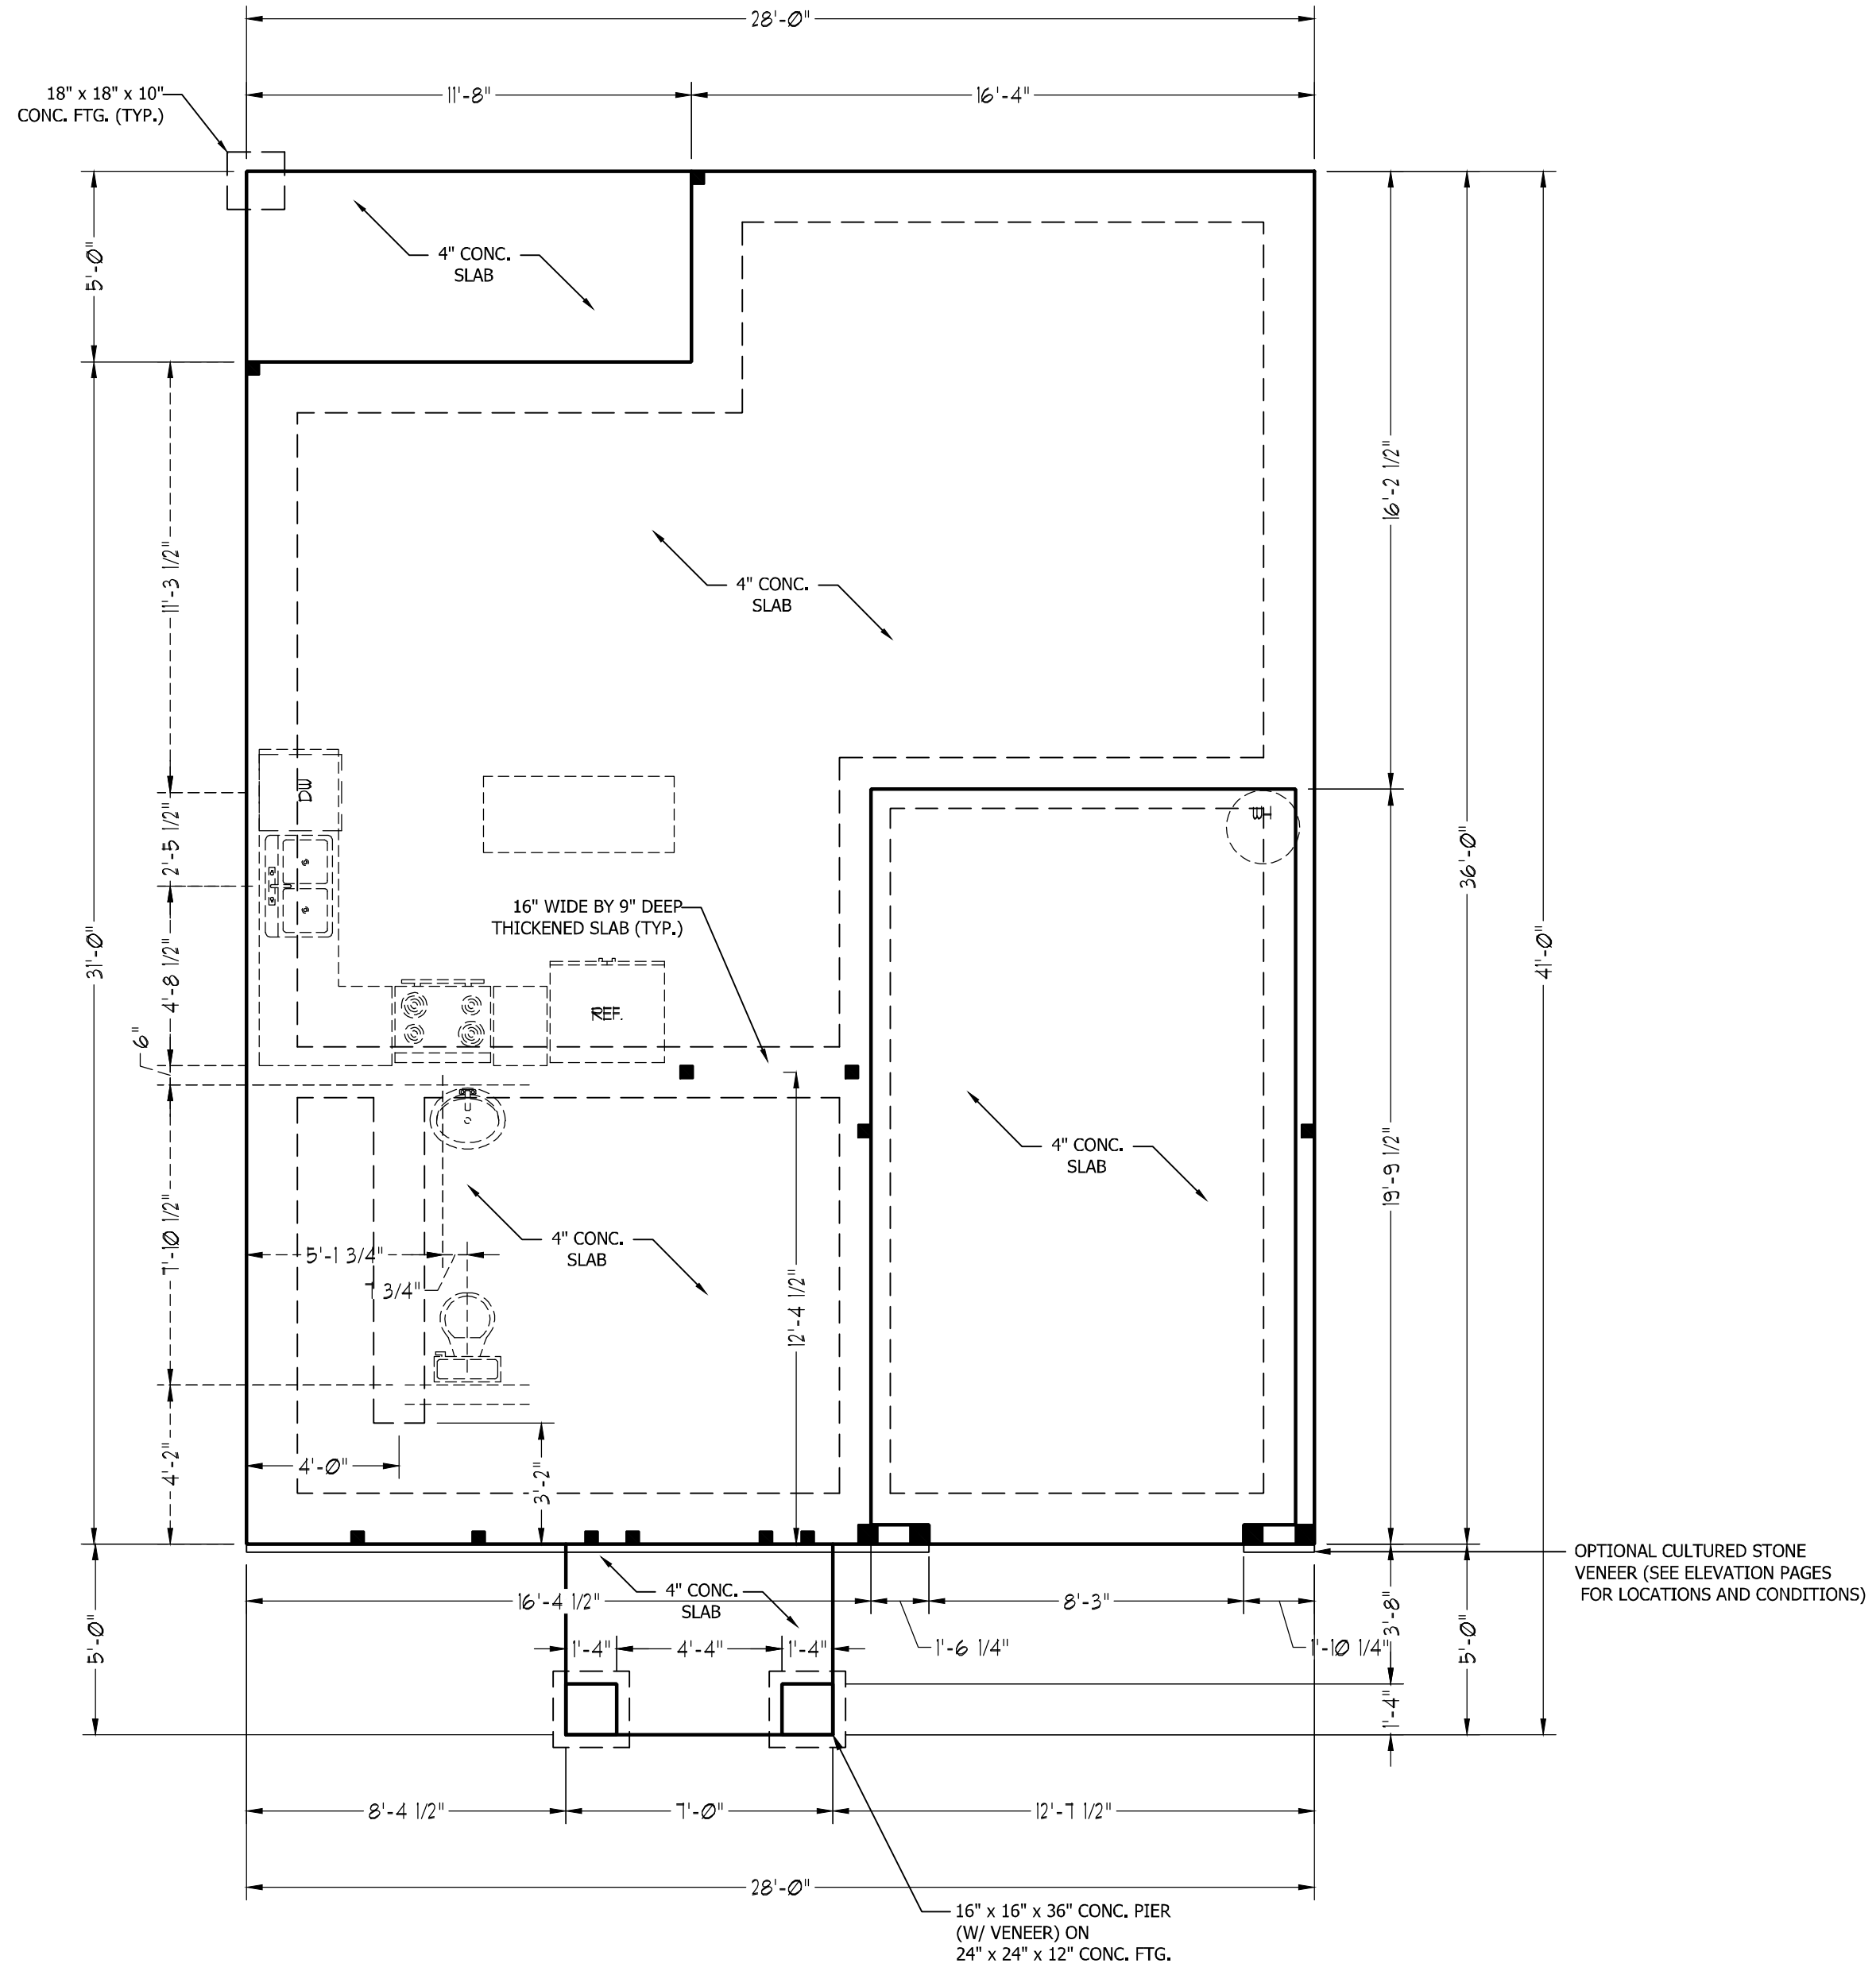 28'-0"
11'-8"
16'-4"
18" x 18" x 10"
CONC. FTG. (TYP.)
5'-0"
4" CONC.
SLAB
16'-2 1/2"
11'-3 1/2"
4" CONC.
SLAB
DW
2'-5 1/2"
36'-0"
16" WIDE BY 9" DEEP
THICKENED SLAB (TYP.)
31'-0"
4'-8 1/2"
41'-0"
REF.
6"
4" CONC.
SLAB
19'-9 1/2"
7'-10 1/2"
4" CONC.
SLAB
5'-1 3/4"
7 3/4"
12'-4 1/2"
4'-2"
4'-0"
3'-2"
OPTIONAL CULTURED STONE
VENEER (SEE ELEVATION PAGES
FOR LOCATIONS AND CONDITIONS)
4" CONC.
SLAB
16'-4 1/2"
8'-3"
3'-8"
5'-0"
1'-4"
4'-4"
1'-4"
1'-6 1/4"
1'-10 1/4"
5'-0"
1'-4"
8'-4 1/2"
7'-0"
12'-7 1/2"
28'-0"
16" x 16" x 36" CONC. PIER
(W/ VENEER) ON
24" x 24" x 12" CONC. FTG.